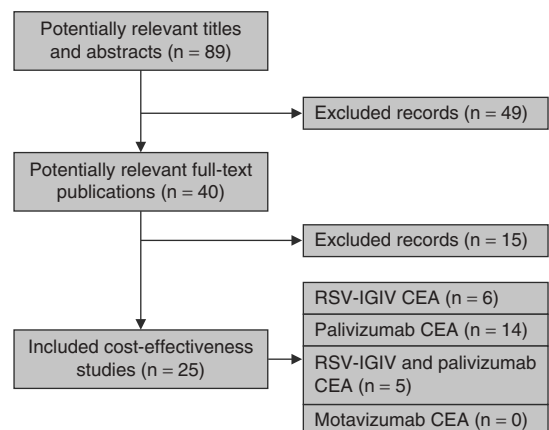 Potentially relevant titles
and abstracts (n = 89)
Excluded records (n = 49)
Potentially relevant full-text
publications (n = 40)
Excluded records (n = 15)
Included cost-effectiveness
studies (n = 25)
RSV-IGIV CEA (n = 6)
Palivizumab CEA (n = 14)
RSV-IGIV and palivizumab
CEA (n = 5)
Motavizumab CEA (n = 0)